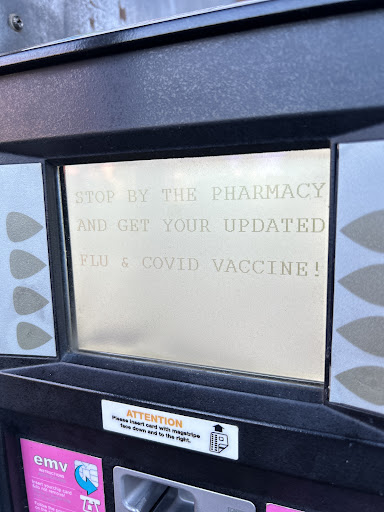 STOP BY THE PHARMACY
AND GET YOUR UPDATED
FLU & COVID VACCINE!
ATTENTION
Please insert card with magstripe
face down and to the right.
emv